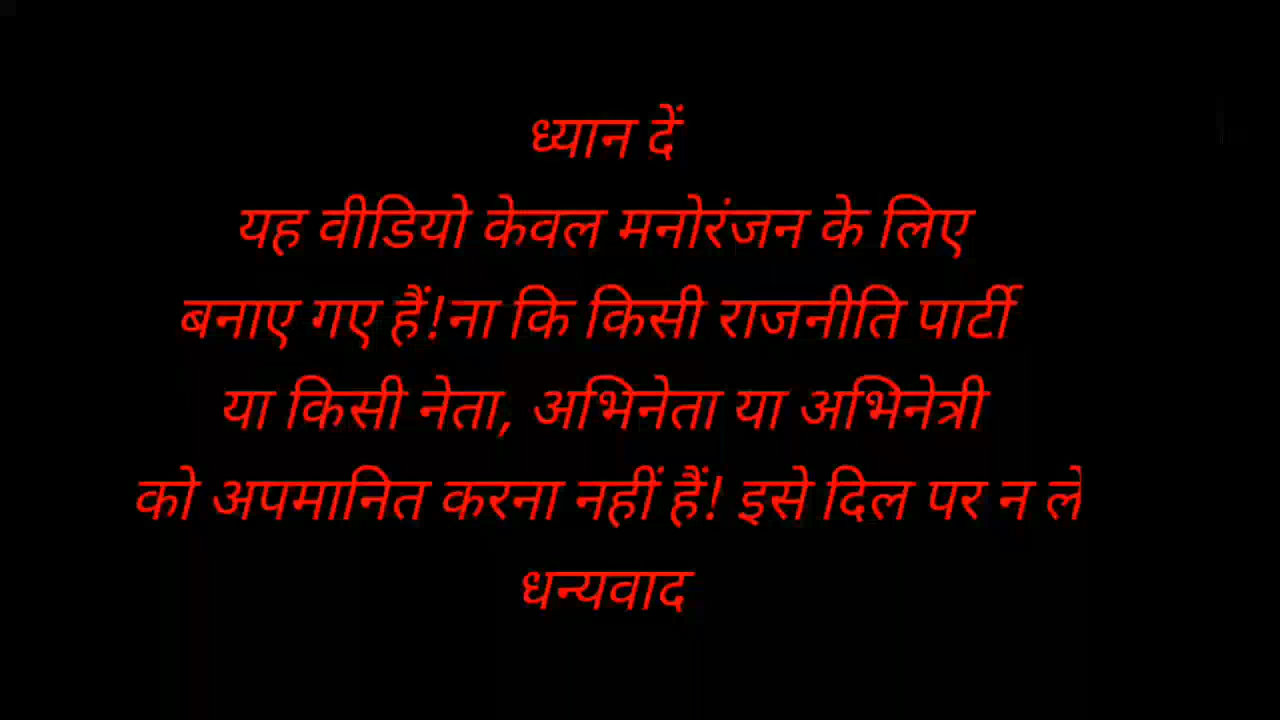 ध्यान दें
यह वीडियो केवल मनोरंजन के लिए
बनाए गए हैं!ना कि किसी राजनीति पार्टी
या किसी नेता, अभिनेता या अभिनेत्री
को अपमानित करना नहीं हैं! इसे दिल पर न ले
धन्यवाद